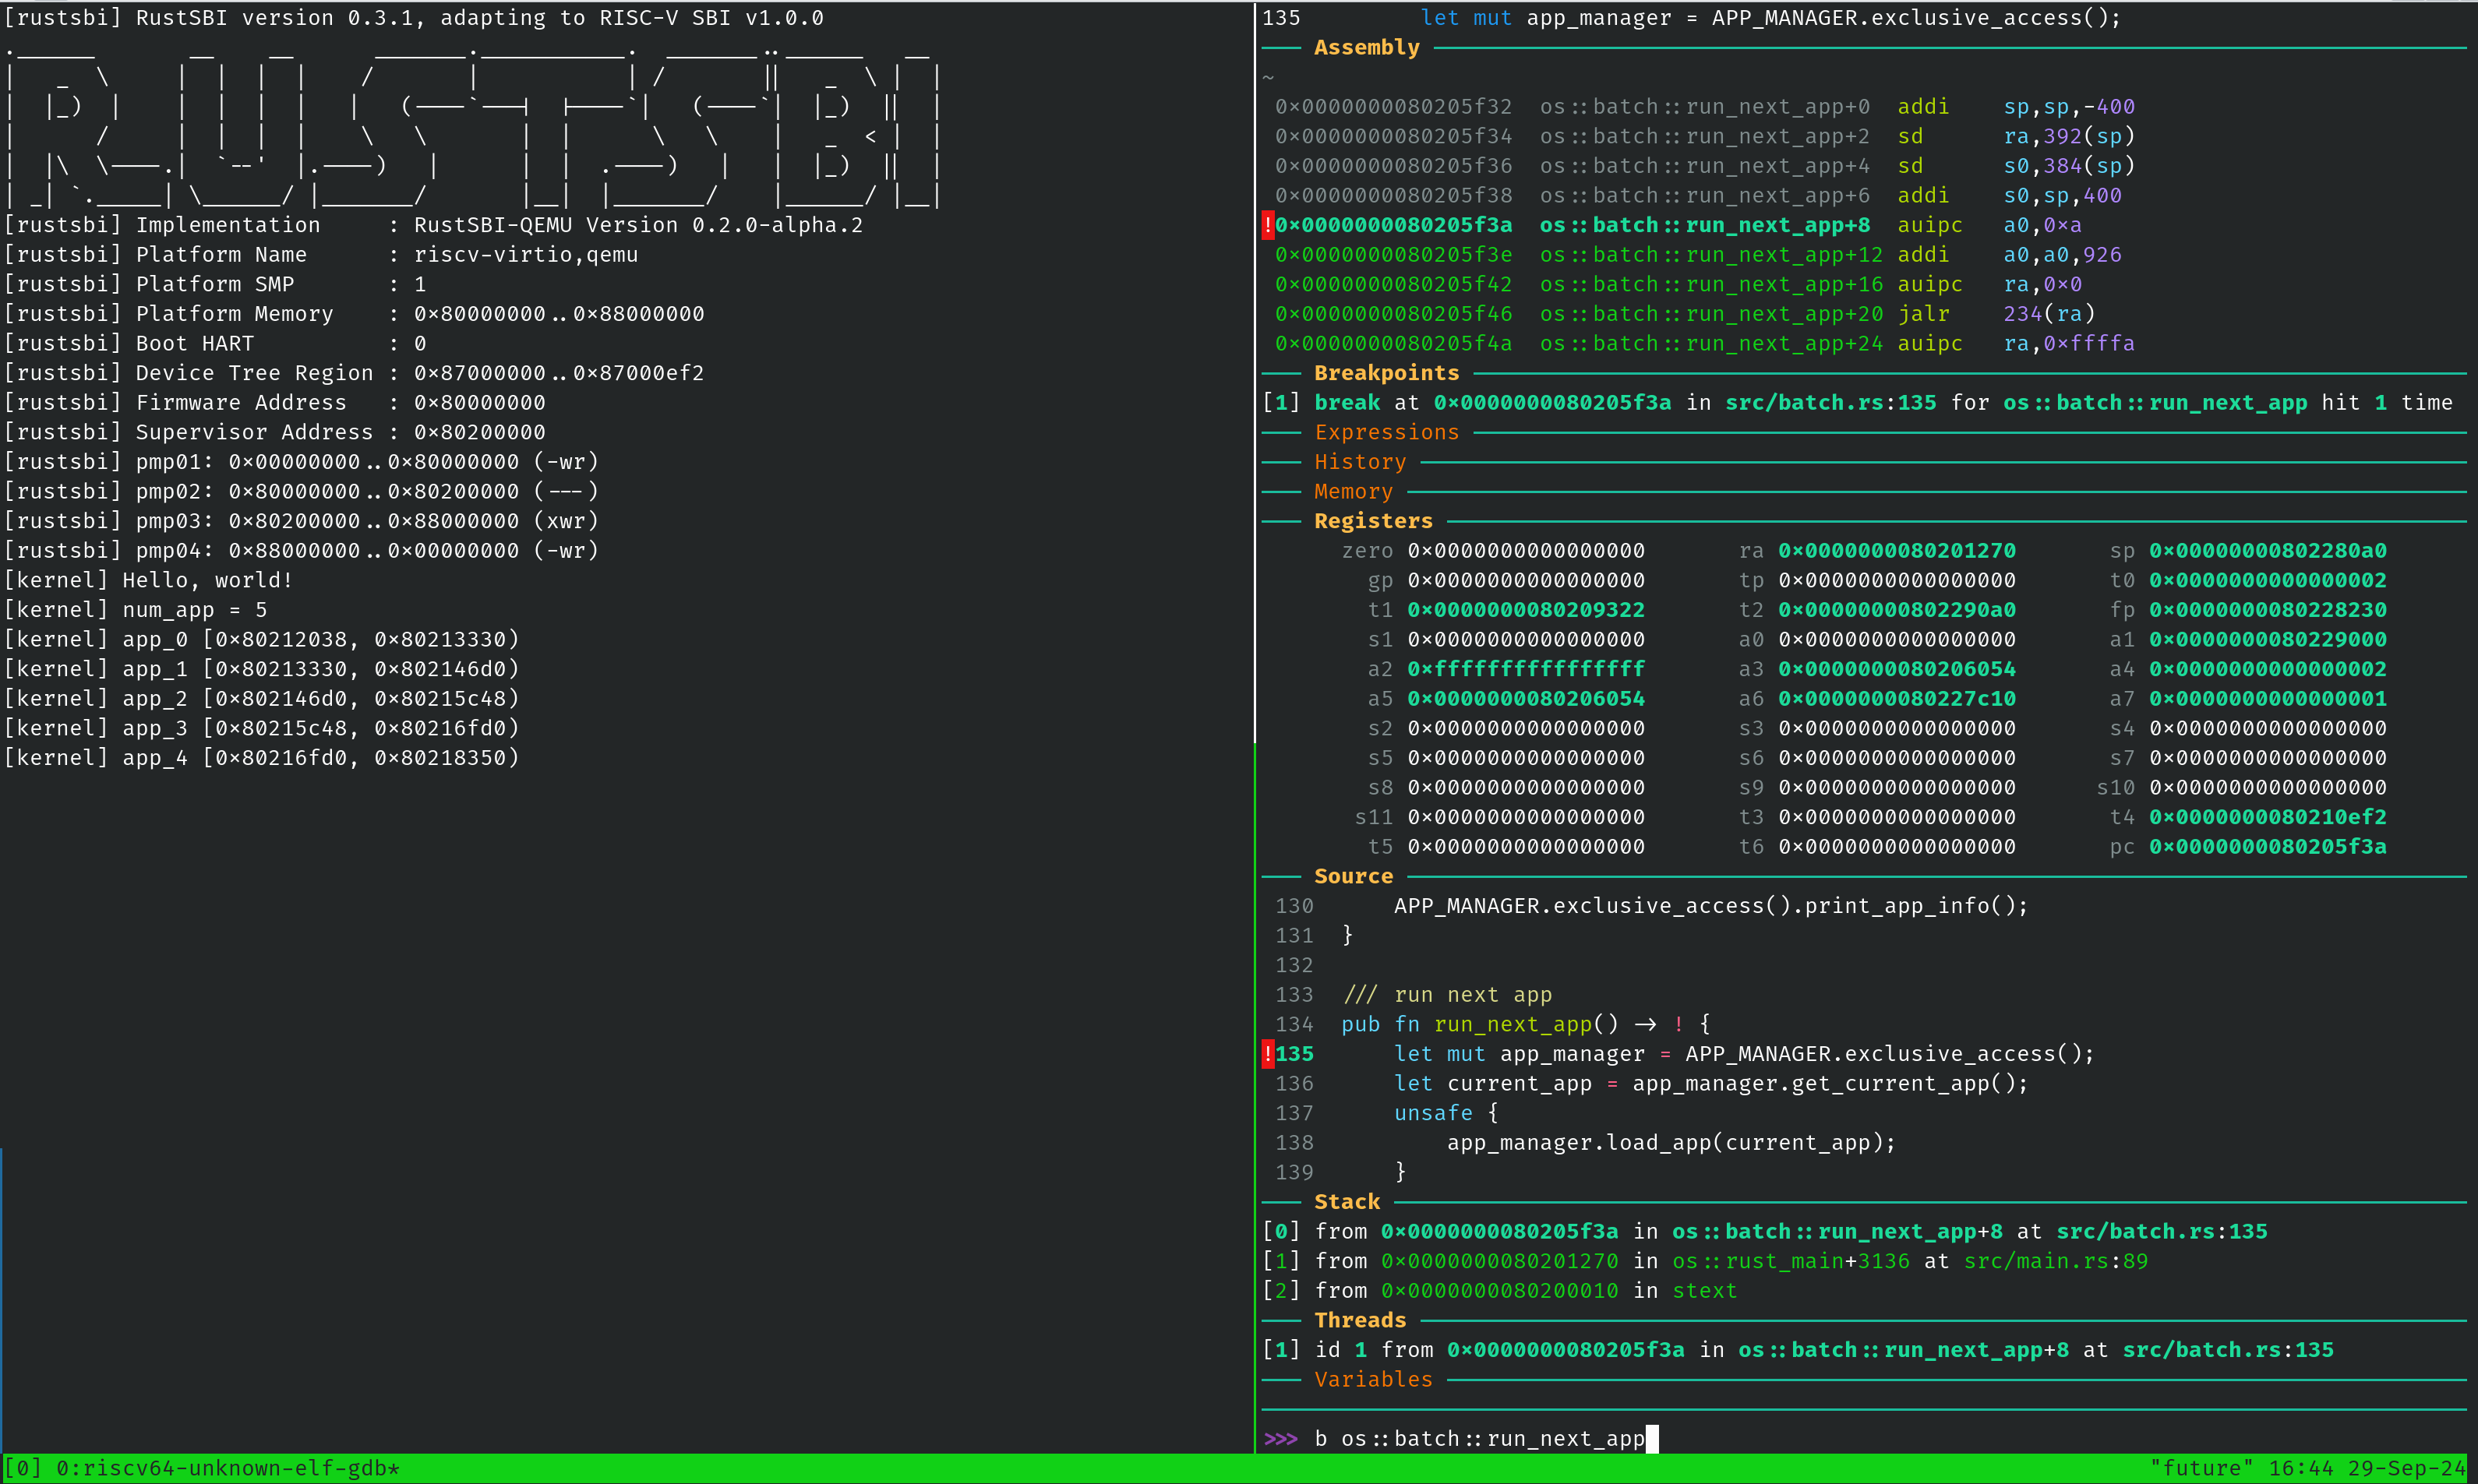 [rustsbi] RustSBI version 0.3.1, adapting to RISC-V SBI v1.0.0
[rustsbi] Implementation     : RustSBI-QEMU Version 0.2.0-alpha.2
[rustsbi] Platform Name      : riscv-virtio,qemu
[rustsbi] Platform SMP       : 1
[rustsbi] Platform Memory    : 0x80000000..0x88000000
[rustsbi] Boot HART          : 0
[rustsbi] Device Tree Region : 0x87000000..0x87000ef2
[rustsbi] Firmware Address   : 0x80000000
[rustsbi] Supervisor Address : 0x80200000
[rustsbi] pmp01: 0x00000000..0x80000000 (-wr)
[rustsbi] pmp02: 0x80000000..0x80200000 (---)
[rustsbi] pmp03: 0x80200000..0x88000000 (xwr)
[rustsbi] pmp04: 0x88000000..0x00000000 (-wr)
[kernel] Hello, world!
[kernel] num_app = 5
[kernel] app_0 [0x80212038, 0x80213330)
[kernel] app_1 [0x80213330, 0x802146d0)
[kernel] app_2 [0x802146d0, 0x80215c48)
[kernel] app_3 [0x80215c48, 0x80216fd0)
[kernel] app_4 [0x80216fd0, 0x80218350)
135         let mut app_manager = APP_MANAGER.exclusive_access();
Assembly
~
0x0000000080205f32  os::batch::run_next_app+0  addi    sp,sp,-400
0x0000000080205f34  os::batch::run_next_app+2  sd      ra,392(sp)
0x0000000080205f36  os::batch::run_next_app+4  sd      s0,384(sp)
0x0000000080205f38  os::batch::run_next_app+6  addi    s0,sp,400
!0x0000000080205f3a  os::batch::run_next_app+8  auipc   a0,0xa
0x0000000080205f3e  os::batch::run_next_app+12 addi    a0,a0,926
0x0000000080205f42  os::batch::run_next_app+16 auipc   ra,0x0
0x0000000080205f46  os::batch::run_next_app+20 jalr    234(ra)
0x0000000080205f4a  os::batch::run_next_app+24 auipc   ra,0xffffa
Breakpoints
[1] break at 0x0000000080205f3a in src/batch.rs:135 for os::batch::run_next_app hit 1 time
Expressions
History
Memory
Registers
zero 0x0000000000000000       ra 0x0000000080201270       sp 0x00000000802280a0
gp 0x0000000000000000       tp 0x0000000000000000       t0 0x0000000000000002
t1 0x0000000080209322       t2 0x00000000802290a0       fp 0x0000000080228230
s1 0x0000000000000000       a0 0x0000000000000000       a1 0x0000000080229000
a2 0xffffffffffffffff       a3 0x0000000080206054       a4 0x0000000000000002
a5 0x0000000080206054       a6 0x0000000080227c10       a7 0x0000000000000001
s2 0x0000000000000000       s3 0x0000000000000000       s4 0x0000000000000000
s5 0x0000000000000000       s6 0x0000000000000000       s7 0x0000000000000000
s8 0x0000000000000000       s9 0x0000000000000000      s10 0x0000000000000000
s11 0x0000000000000000       t3 0x0000000000000000       t4 0x0000000080210ef2
t5 0x0000000000000000       t6 0x0000000000000000       pc 0x0000000080205f3a
Source
130      APP_MANAGER.exclusive_access().print_app_info();
131  }
132
133  /// run next app
134  pub fn run_next_app() -> ! {
!135      let mut app_manager = APP_MANAGER.exclusive_access();
136      let current_app = app_manager.get_current_app();
137      unsafe {
138          app_manager.load_app(current_app);
139      }
Stack
[0] from 0x0000000080205f3a in os::batch::run_next_app+8 at src/batch.rs:135
[1] from 0x0000000080201270 in os::rust_main+3136 at src/main.rs:89
[2] from 0x0000000080200010 in stext
Threads
[1] id 1 from 0x0000000080205f3a in os::batch::run_next_app+8 at src/batch.rs:135
Variables
>>> b os::batch::run_next_app
[0] 0:riscv64-unknown-elf-gdb* "future" 16:44 29-Sep-24